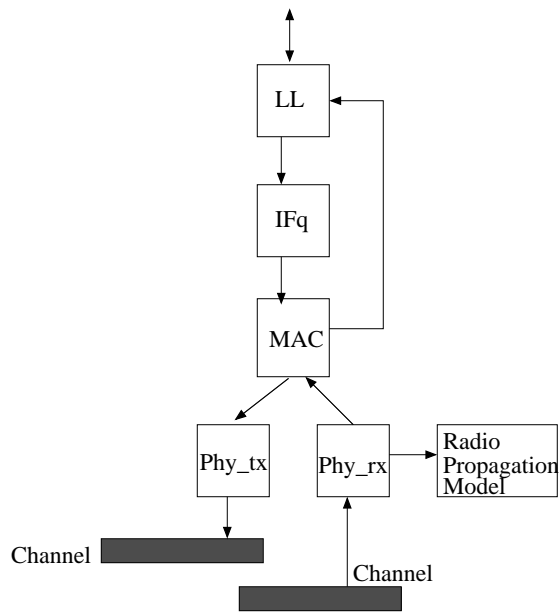 LL
IFq
MAC
Phy_tx
Phy_rx
Radio
Propagation
Model
Channel
Channel